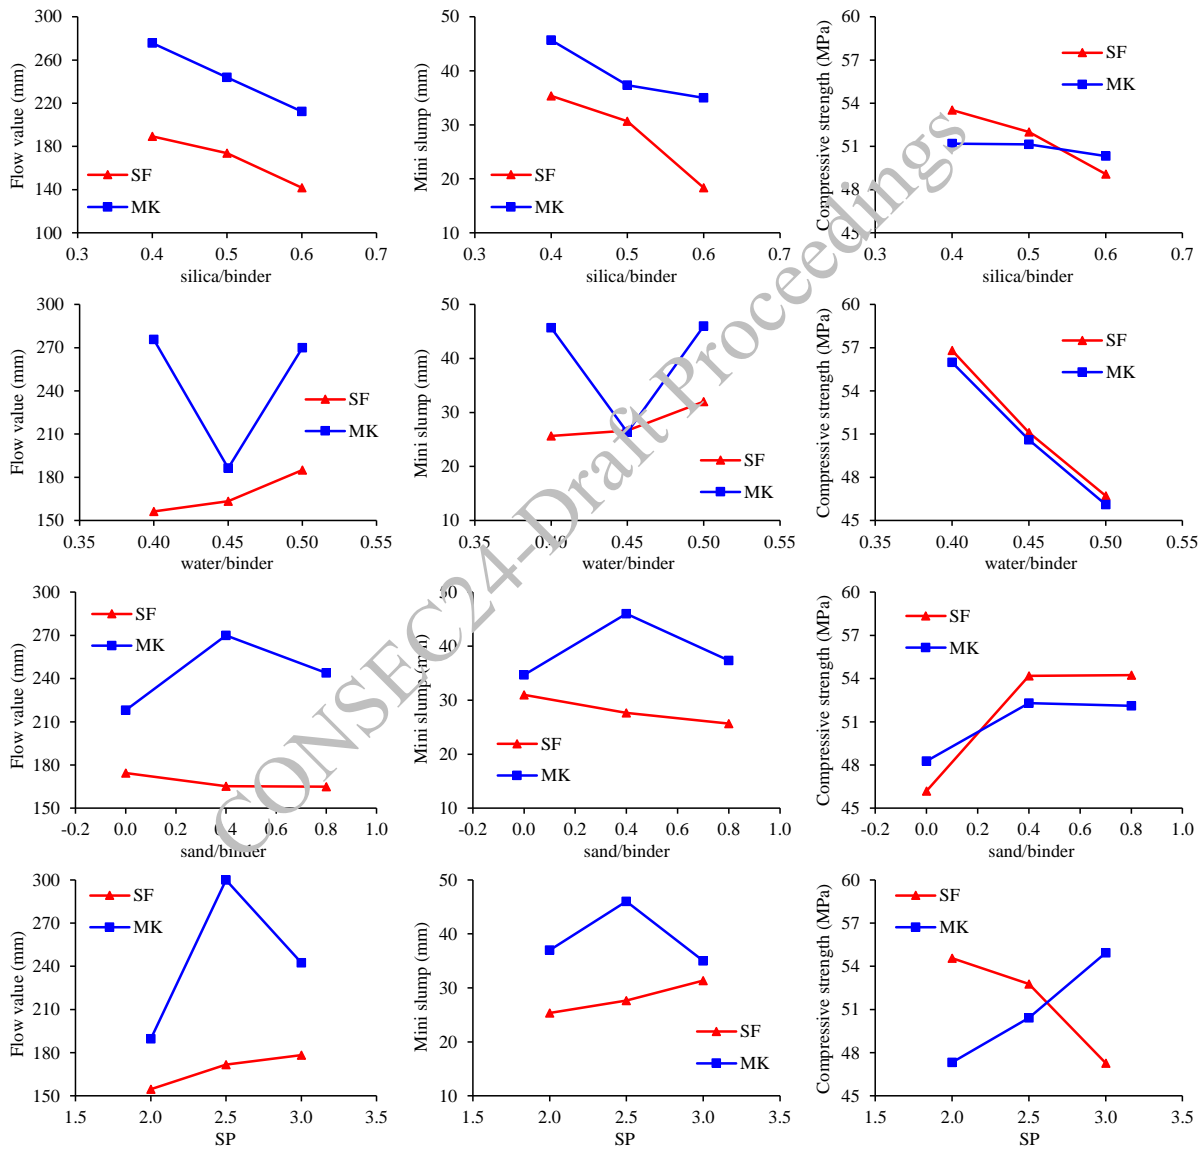 300
260
220
180
140
100
Flow value (mm)
SF
MK
0.3 0.4 0.5 0.6 0.7
silica/binder
50
40
30
20
10
Mini slump (mm)
SF
MK
0.3 0.4 0.5 0.6 0.7
silica/binder
60
57
54
51
48
45
Compressive strength (MPa)
SF
MK
0.3 0.4 0.5 0.6 0.7
silica/binder
300
270
240
210
180
150
Flow value (mm)
SF
MK
0.35 0.40 0.45 0.50 0.55
water/binder
50
40
30
20
10
Mini slump (mm)
SF
MK
0.35 0.40 0.45 0.50 0.55
water/binder
60
57
54
51
48
45
Compressive strength (MPa)
SF
MK
0.35 0.40 0.45 0.50 0.55
water/binder
300
270
240
210
180
150
Flow value (mm)
SF
MK
-0.2 0.0 0.2 0.4 0.6 0.8 1.0
sand/binder
50
40
30
20
10
Mini slump (mm)
SF
MK
-0.2 0.0 0.2 0.4 0.6 0.8 1.0
sand/binder
60
57
54
51
48
45
Compressive strength (MPa)
SF
MK
-0.2 0.0 0.2 0.4 0.6 0.8 1.0
sand/binder
300
270
240
210
180
150
Flow value (mm)
SF
MK
1.5 2.0 2.5 3.0 3.5
SP
50
40
30
20
10
Mini slump (mm)
SF
MK
1.5 2.0 2.5 3.0 3.5
SP
60
57
54
51
48
45
Compressive strength (MPa)
SF
MK
1.5 2.0 2.5 3.0 3.5
SP
CONSEC24-Draft Proceedings